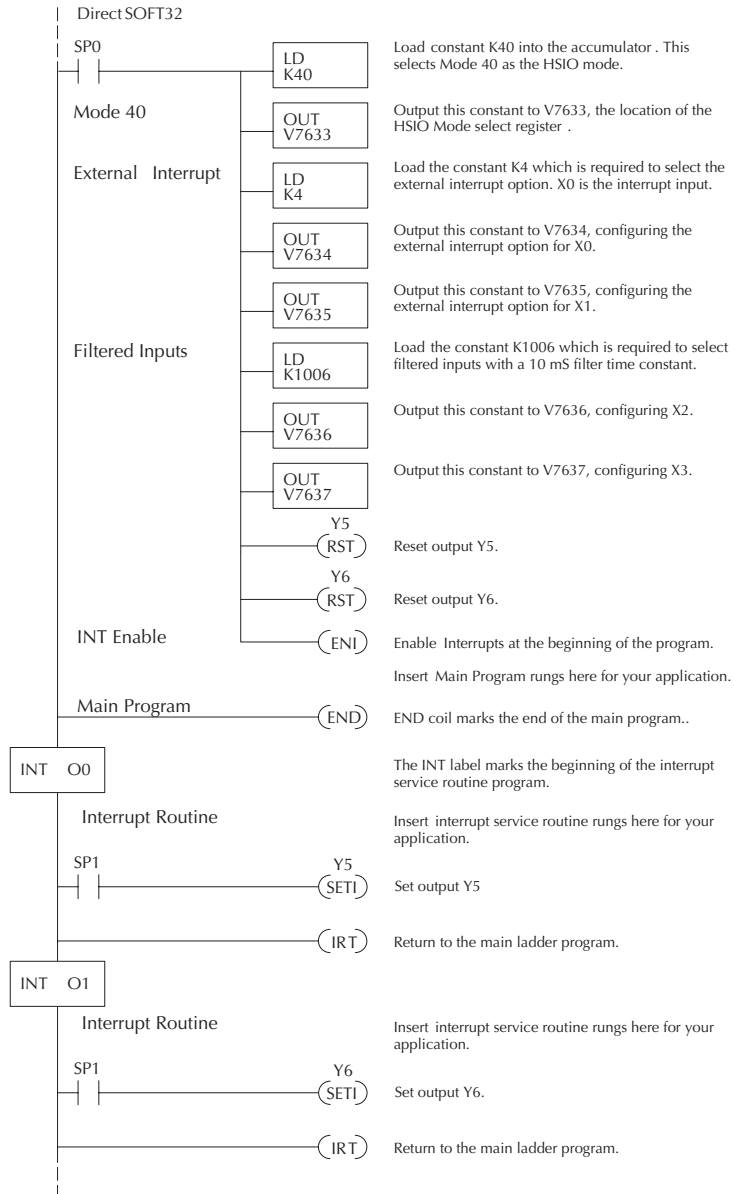 DirectSOFT32
SP0
LD
K40
Load constant K40 into the accumulator . This
selects Mode 40 as the HSIO mode.
Mode 40
OUT
V7633
Output this constant to V7633, the location of the
HSIO Mode select register .
External Interrupt
LD
K4
Load the constant K4 which is required to select the
external interrupt option. X0 is the interrupt input.
OUT
V7634
Output this constant to V7634, configuring the
external interrupt option for X0.
OUT
V7635
Output this constant to V7635, configuring the
external interrupt option for X1.
Filtered Inputs
LD
K1006
Load the constant K1006 which is required to select
filtered inputs with a 10 mS filter time constant.
OUT
V7636
Output this constant to V7636, configuring X2.
OUT
V7637
Output this constant to V7637, configuring X3.
Y5
RST
Reset output Y5.
Y6
RST
Reset output Y6.
INT Enable
ENI
Enable Interrupts at the beginning of the program.
Insert Main Program rungs here for your application.
Main Program
END
END coil marks the end of the main program..
INT O0
The INT label marks the beginning of the interrupt
service routine program.
Interrupt Routine
Insert interrupt service routine rungs here for your
application.
SP1
Y5
SETI
Set output Y5
IRT
Return to the main ladder program.
INT O1
Interrupt Routine
Insert interrupt service routine rungs here for your
application.
SP1
Y6
SETI
Set output Y6.
IRT
Return to the main ladder program.